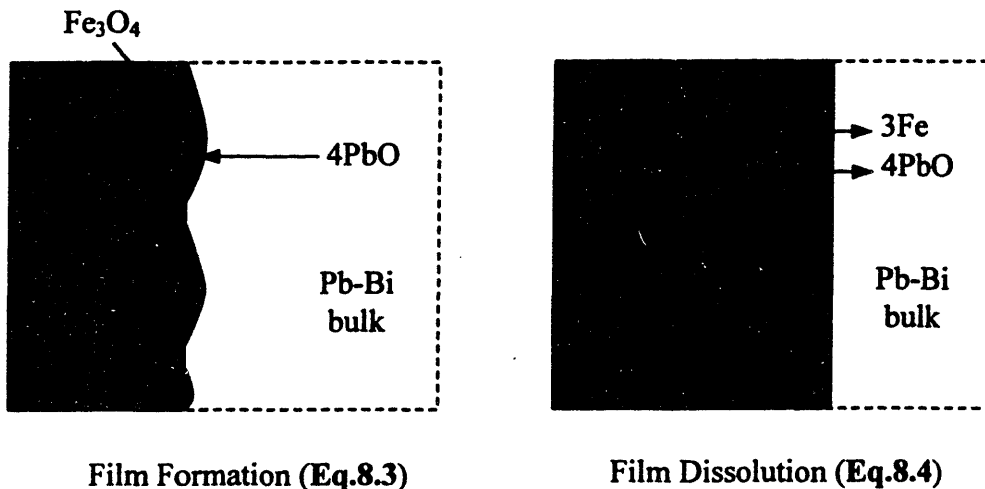 Fe₃O₄
4PbO
Pb-Bi
bulk
Film Formation (Eq.8.3)
3Fe
4PbO
Pb-Bi
bulk
Film Dissolution (Eq.8.4)